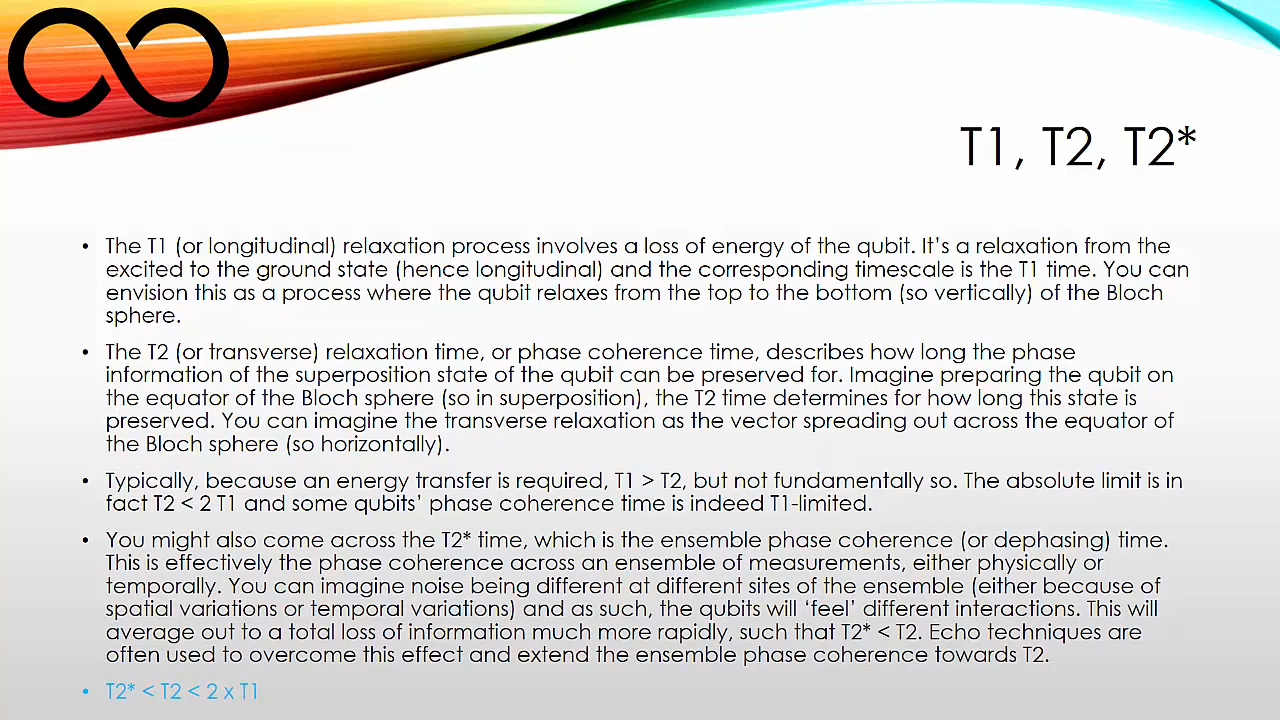 T1, T2, T2*
• The T1 (or longitudinal) relaxation process involves a loss of energy of the qubit. It's a relaxation from the
excited to the ground state (hence longitudinal) and the corresponding timescale is the T1 time. You can
envision this as a process where the qubit relaxes from the top to the bottom (so vertically) of the Bloch
sphere.
• The T2 (or transverse) relaxation time, or phase coherence time, describes how long the phase
information of the superposition state of the qubit can be preserved for. Imagine preparing the qubit on
the equator of the Bloch sphere (so in superposition), the T2 time determines for how long this state is
preserved. You can imagine the transverse relaxation as the vector spreading out across the equator of
the Bloch sphere (so horizontally).
• Typically, because an energy transfer is required, T1 > T2, but not fundamentally so. The absolute limit is in
fact T2 < 2 T1 and some qubits' phase coherence time is indeed T1-limited.
• You might also come across the T2* time, which is the ensemble phase coherence (or dephasing) time.
This is effectively the phase coherence across an ensemble of measurements, either physically or
temporally. You can imagine noise being different at different sites of the ensemble (either because of
spatial variations or temporal variations) and as such, the qubits will 'feel' different interactions. This will
average out to a total loss of information much more rapidly, such that T2* < T2. Echo techniques are
often used to overcome this effect and extend the ensemble phase coherence towards T2.
• T2* < T2 < 2 x T1